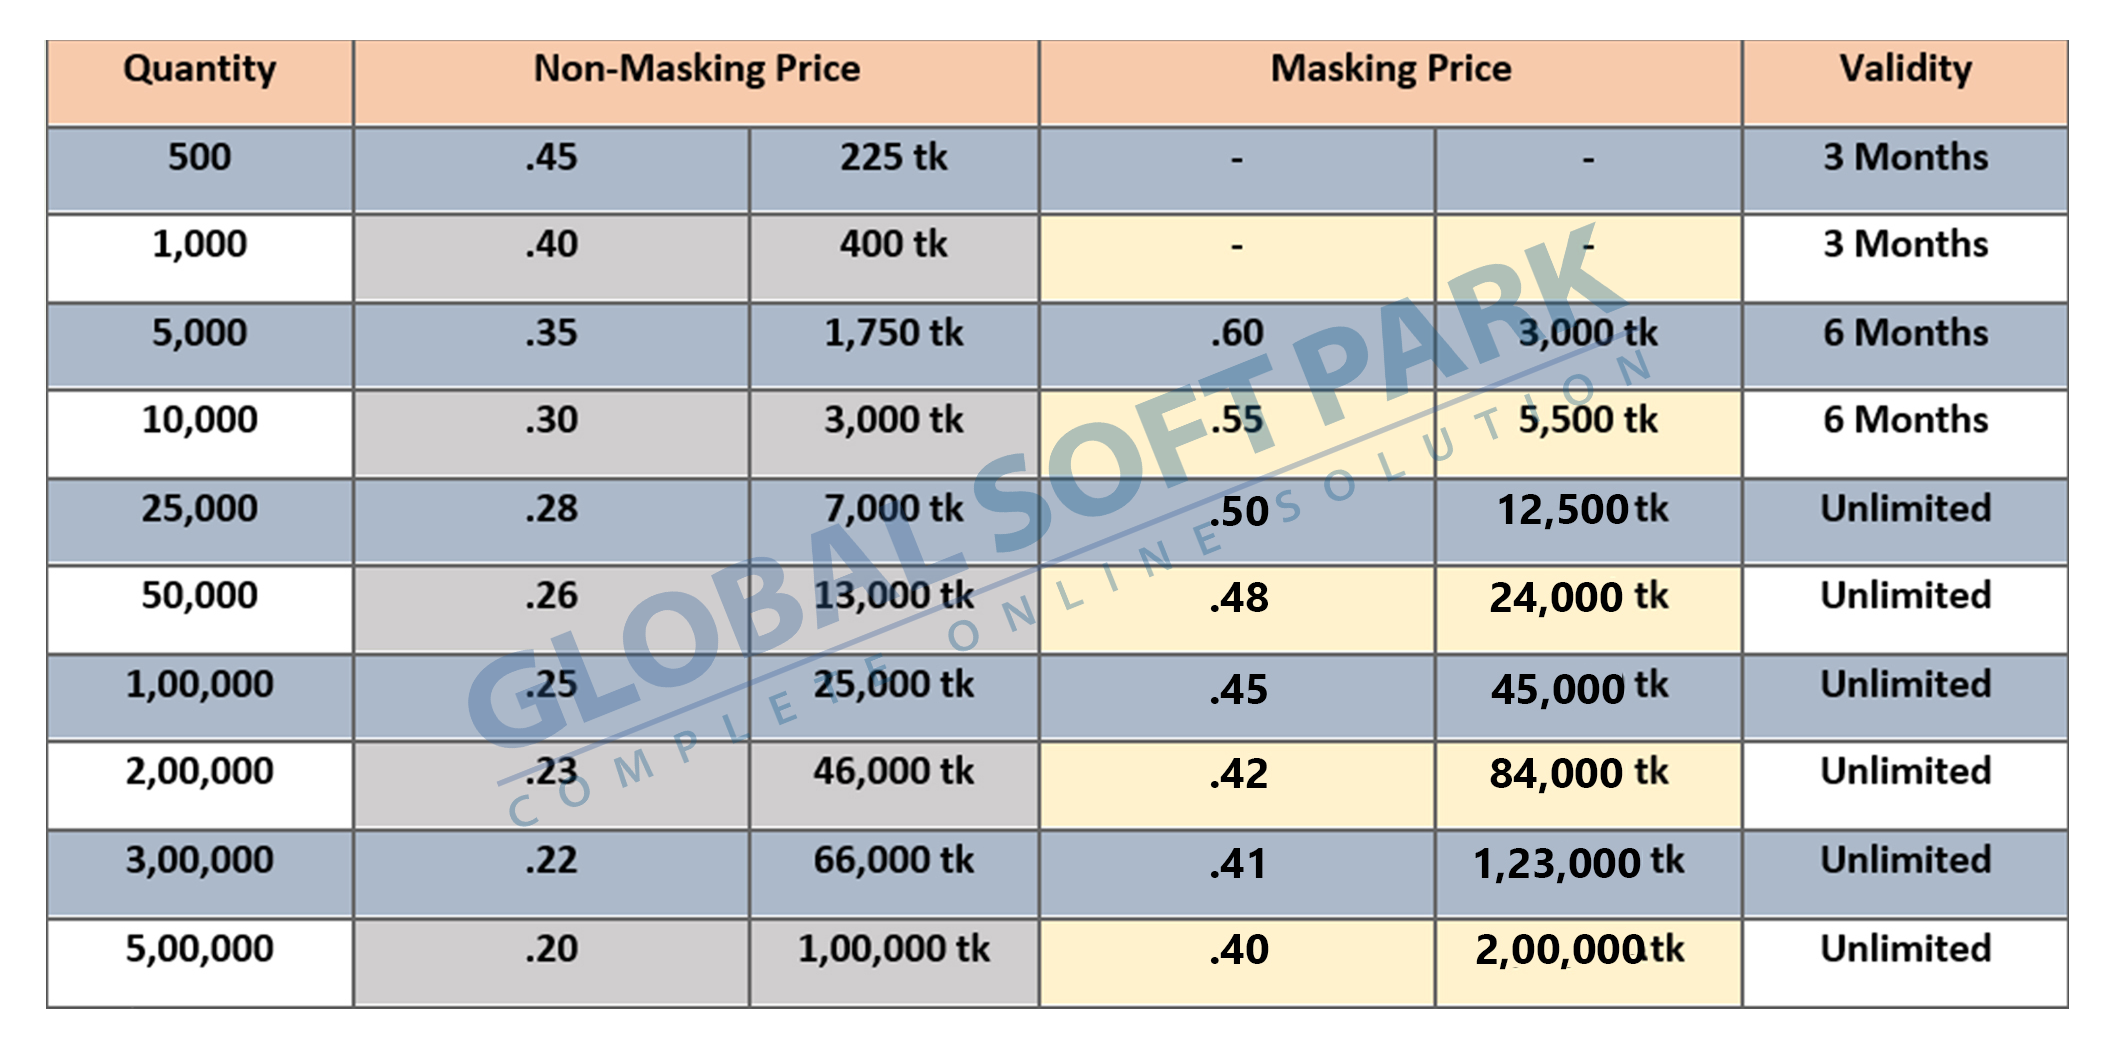 Quantity Non-Masking Price Masking Price Validity
500 .45 225 tk - - 3 Months
1,000 .40 400 tk - - 3 Months
5,000 .35 1,750 tk .60 3,000 tk 6 Months
10,000 .30 3,000 tk .55 5,500 tk 6 Months
25,000 .28 7,000 tk .50 12,500 tk Unlimited
50,000 .26 13,000 tk .48 24,000 tk Unlimited
1,00,000 .25 25,000 tk .45 45,000 tk Unlimited
2,00,000 .23 46,000 tk .42 84,000 tk Unlimited
3,00,000 .22 66,000 tk .41 1,23,000 tk Unlimited
5,00,000 .20 1,00,000 tk .40 2,00,000 tk Unlimited
GLOBAL SOFT PARK
COMPLETE ONLINE SOLUTION